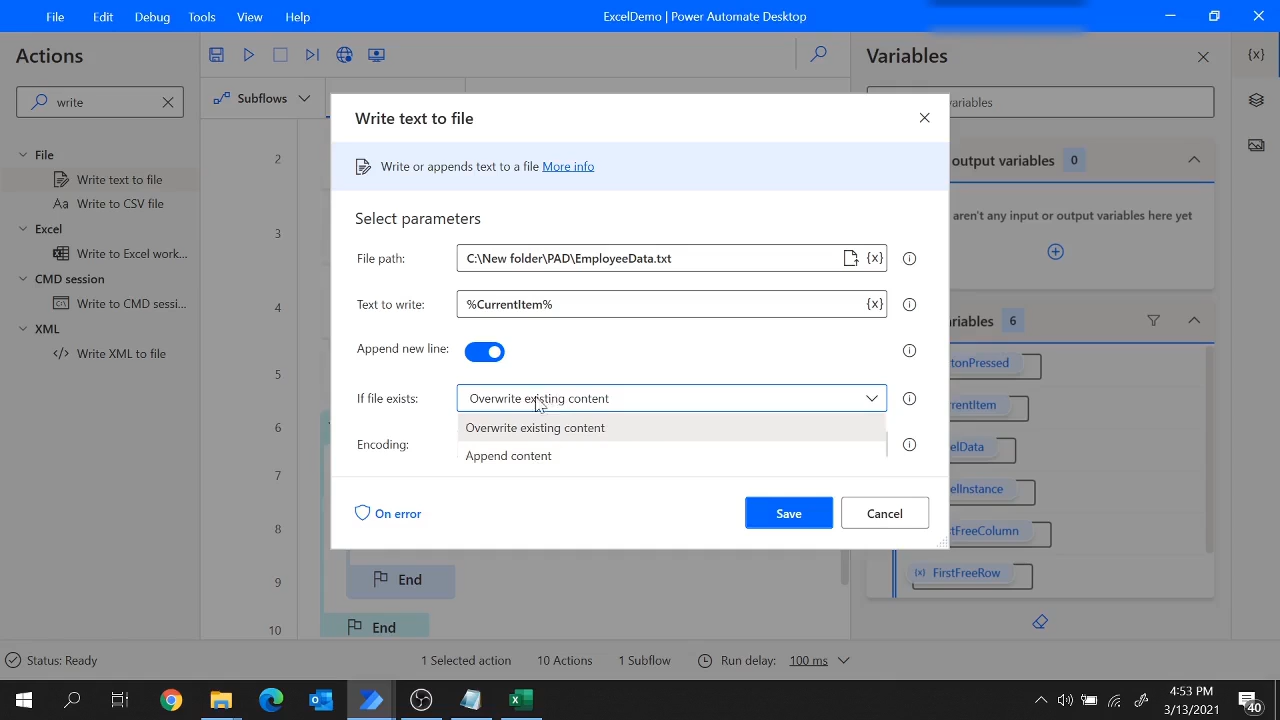 File Edit Debug Tools View Help ExcelDemo | Power Automate Desktop
Actions
write
File
Write text to file
Write to CSV file
Excel
Write to Excel work...
CMD session
Write to CMD sessi...
XML
Write XML to file
Subflows
2
3
4
5
6
7
8
9
10
End
End
Write text to file
Write or appends text to a file More info
Select parameters
File path: C:\New folder\PAD\EmployeeData.txt {x}
Text to write: %CurrentItem% {x}
Append new line:
If file exists: Overwrite existing content
Overwrite existing content
Append content
Encoding:
On error Save Cancel
Variables {x}
variables
output variables 0
aren't any input or output variables here yet
6
FirstFreeRow
Status: Ready 1 Selected action 10 Actions 1 Subflow Run delay: 100 ms
4:53 PM
3/13/2021
40